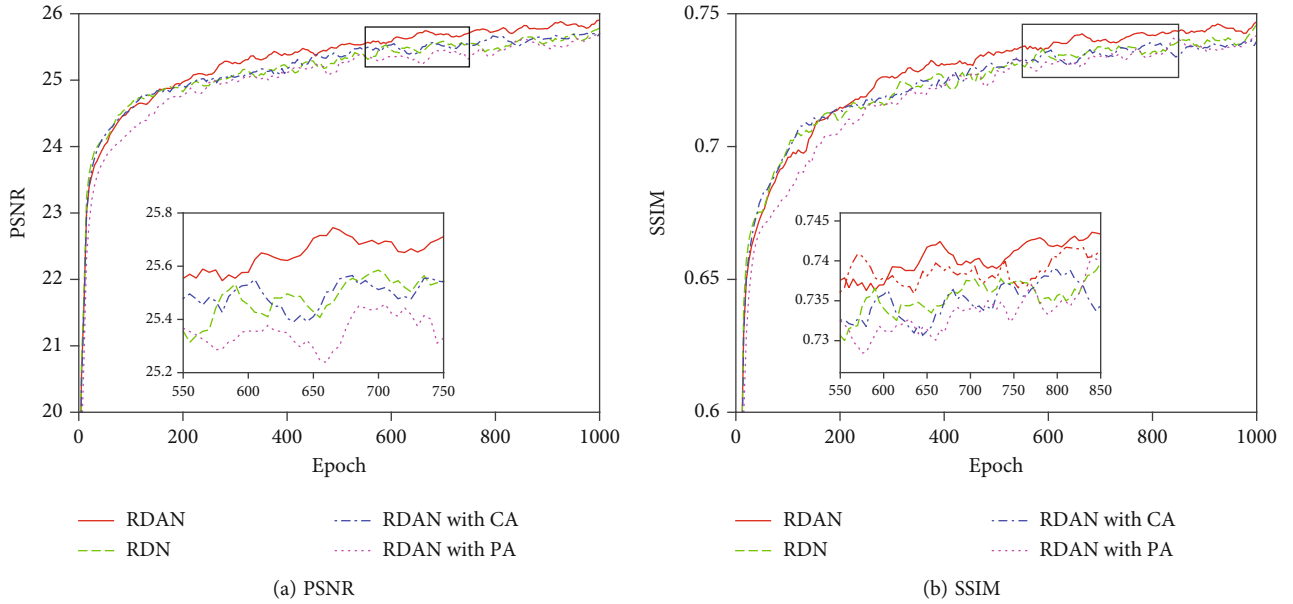 26
25
24
23
22
21
20
PSNR
25.8
25.6
25.4
25.2
550 600 650 700 750
0 200 400 600 800 1000
Epoch
RDAN
RDN
RDAN with CA
RDAN with PA
(a) PSNR
0.75
0.7
0.65
0.6
SSIM
0.745
0.74
0.735
0.73
550 600 650 700 750 800 850
0 200 400 600 800 1000
Epoch
RDAN
RDN
RDAN with CA
RDAN with PA
(b) SSIM